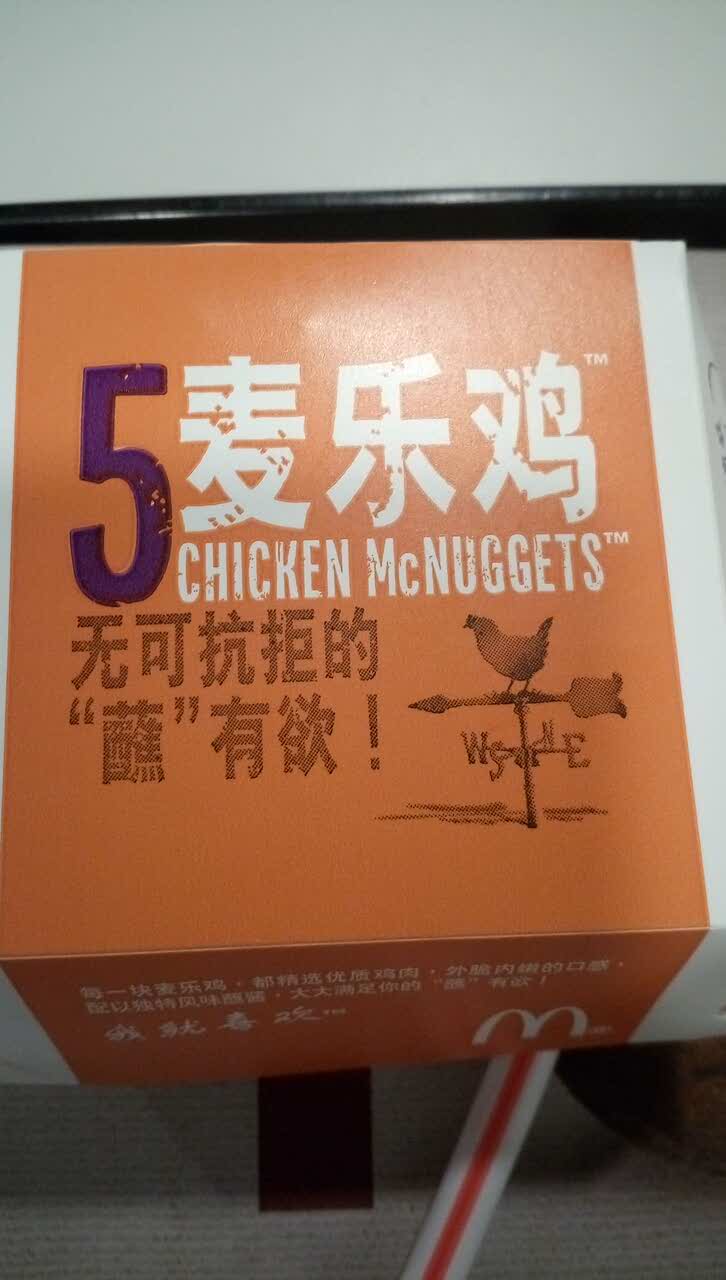 5 麦乐鸡™
CHICKEN McNUGGETS™
无可抗拒的
“蘸”有欲！
W N E
S
每一块麦乐鸡，都精选优质鸡肉，外脆内嫩的口感，
配以独特风味蘸酱，大大满足你的“蘸”有欲！
我就喜欢™